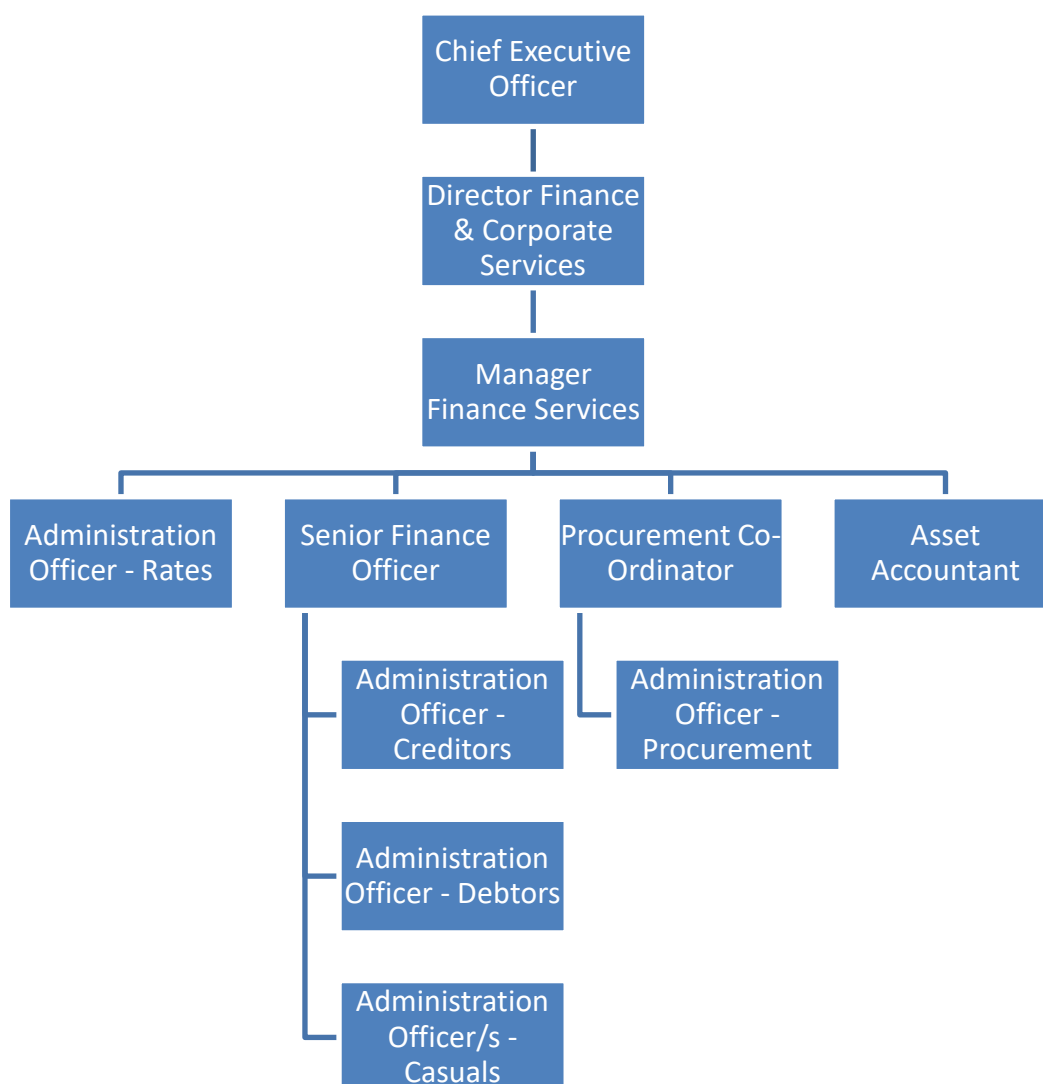 Chief Executive
Officer
Director Finance
& Corporate
Services
Manager
Finance Services
Administration
Officer - Rates
Senior Finance
Officer
Procurement Co-
Ordinator
Asset
Accountant
Administration
Officer -
Creditors
Administration
Officer -
Procurement
Administration
Officer - Debtors
Administration
Officer/s -
Casuals